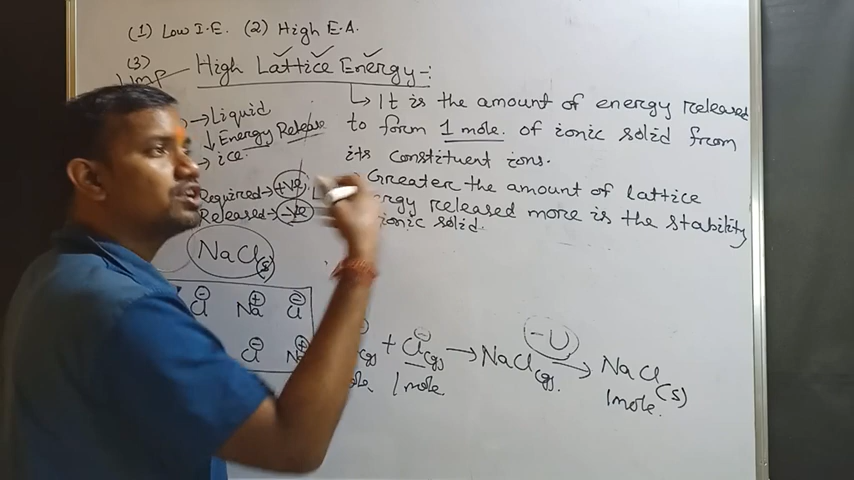 (1) Low I.E. (2) High E.A.
(3)
Imp High Lattice Energy-:
→ Liquid
↓ Energy Release
→ ice.
↳ It is the amount of energy released
to form 1 mole. of ionic solid from
its constituent ions.
Greater the amount of lattice
energy released more is the stability
ionic solid.
Required → +ve
Released → -ve
NaCl(s)
Cl⊖ Na⊕ Cl⊖
Cl⊖ Na⊕
(g) + Cl⊖(g) → NaCl(g). -U → NaCl(s)
1 mole 1 mole.